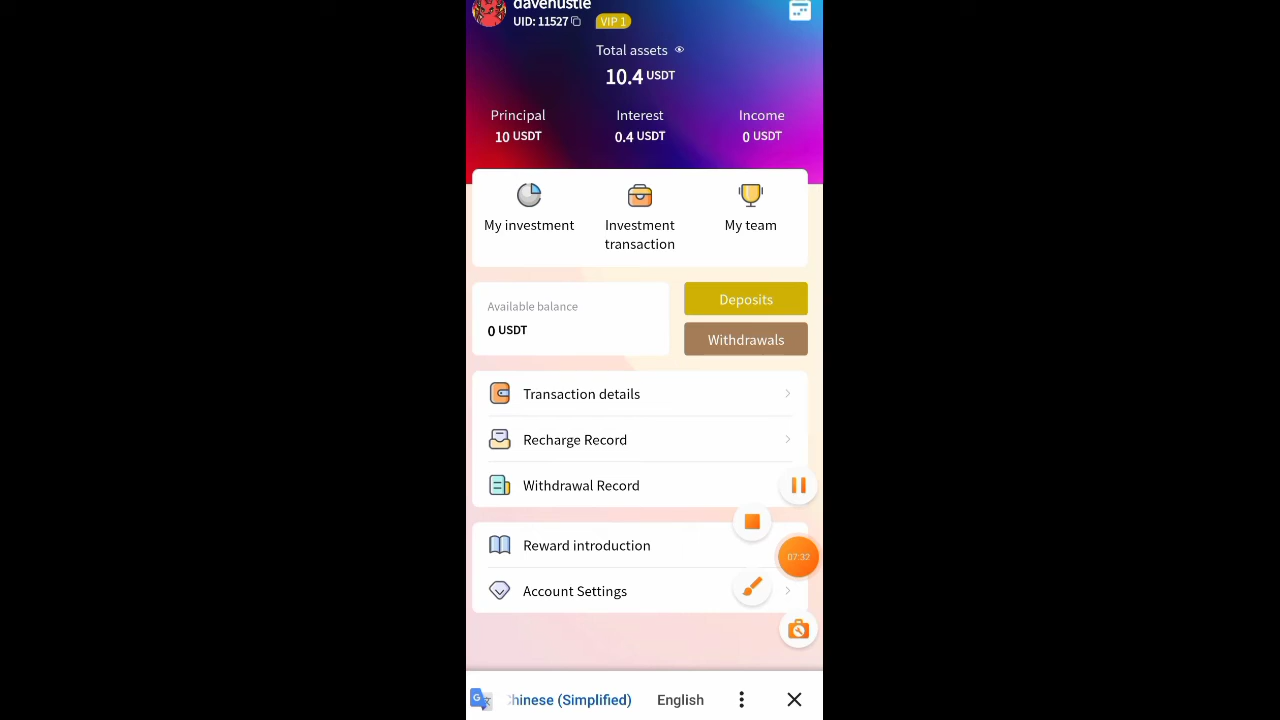 davehustle
UID: 11527 VIP 1
Total assets
10.4 USDT
Principal Interest Income
10 USDT 0.4 USDT 0 USDT
My investment Investment transaction My team
Available balance
0 USDT
Deposits
Withdrawals
Transaction details
Recharge Record
Withdrawal Record
Reward introduction
07:32
Account Settings
hinese (Simplified) English